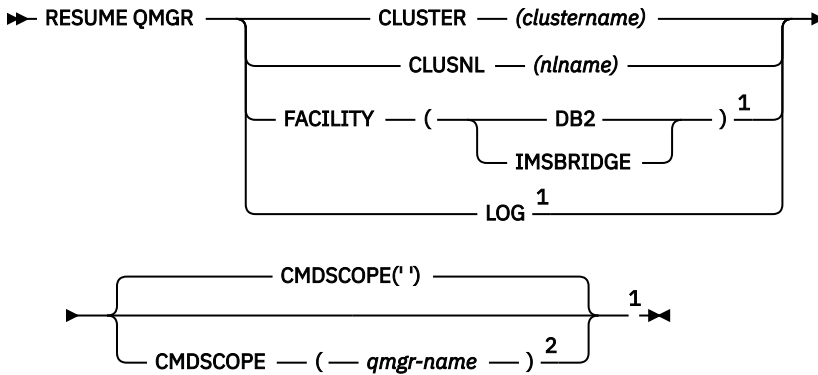 RESUME QMGR CLUSTER (clustername)
CLUSNL (nlname)
FACILITY ( DB2 ) 1
IMSBRIDGE
LOG 1
CMDSCOPE(' ')
1
CMDSCOPE ( qmgr-name ) 2